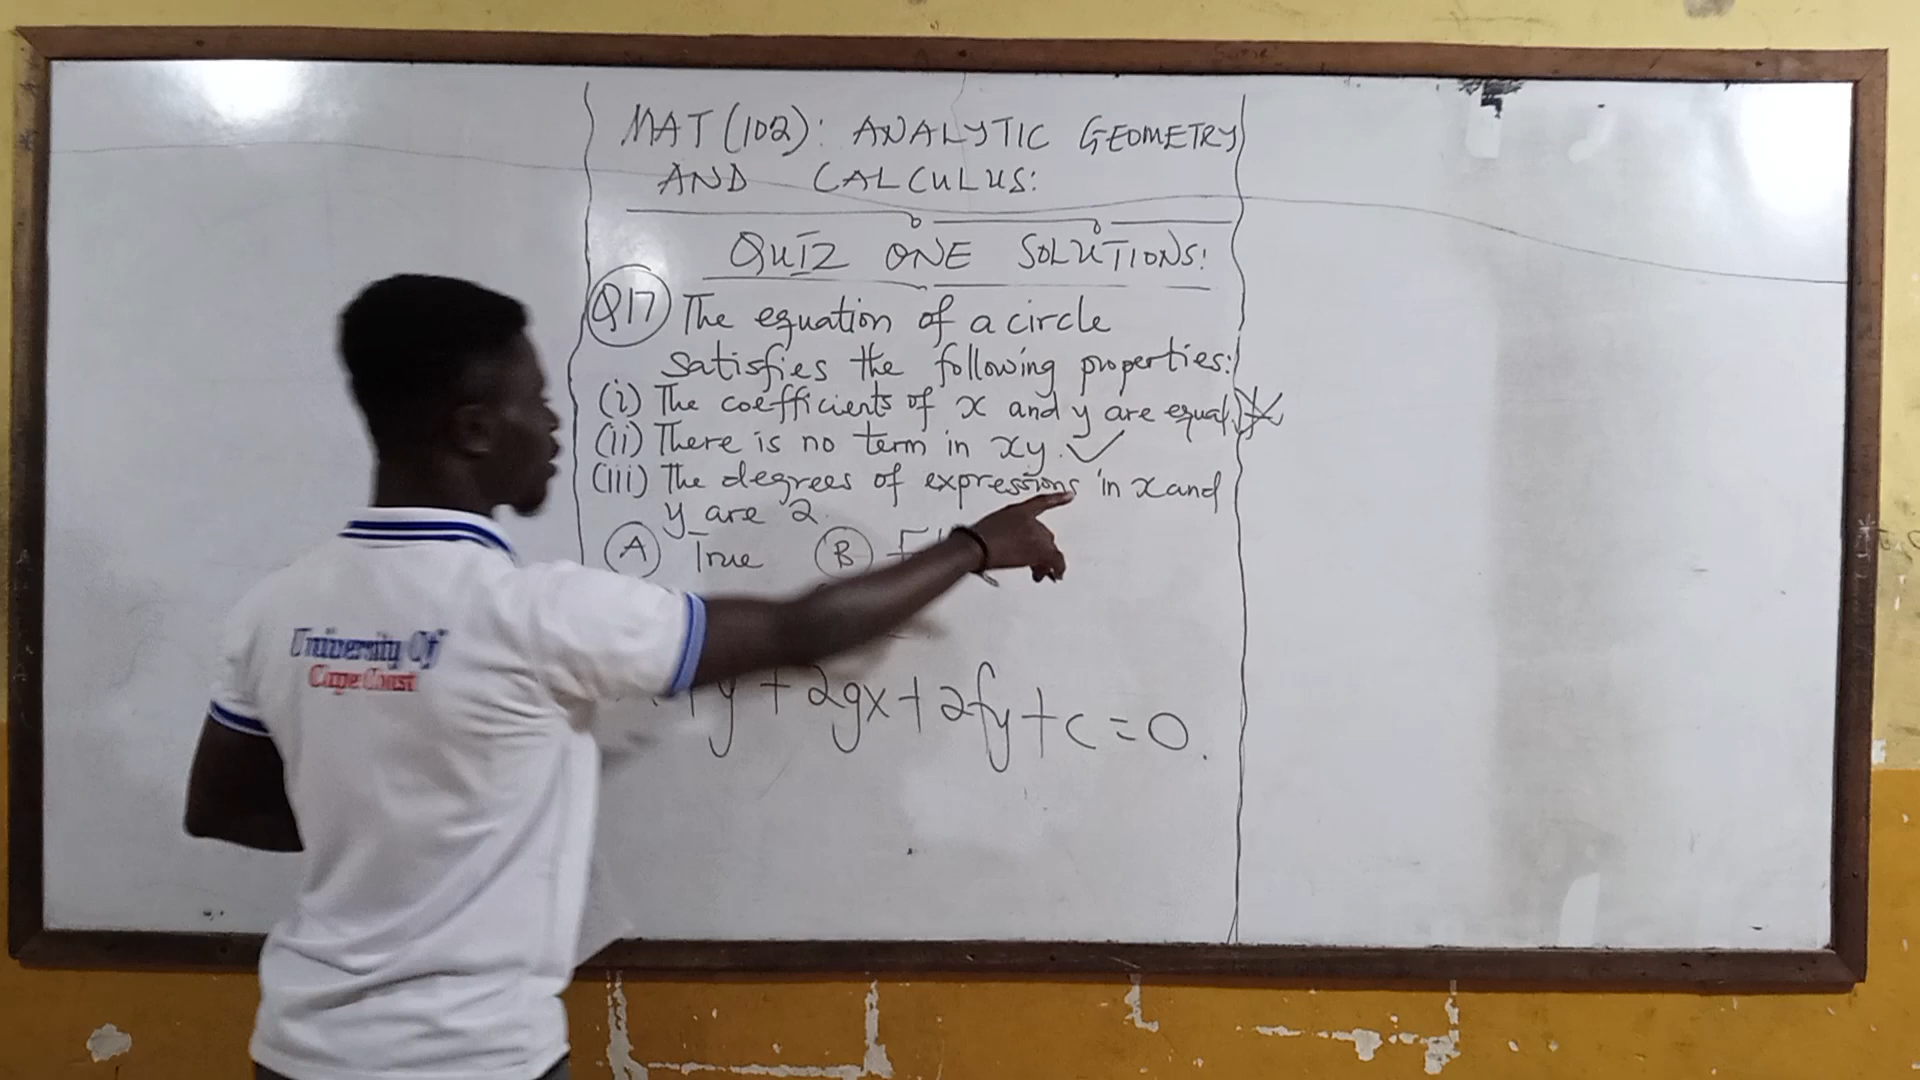 MAT(102): ANALYTIC GEOMETRY
AND CALCULUS:
QUIZ ONE SOLUTIONS:
Q17 The equation of a circle
satisfies the following properties:
(i) The coefficients of x and y are equal.
(ii) There is no term in xy. ✓
(iii) The degrees of expressions in x and
y are 2.
A True B
y + 2gx + 2fy + c = 0.
University Of
Cape Coast